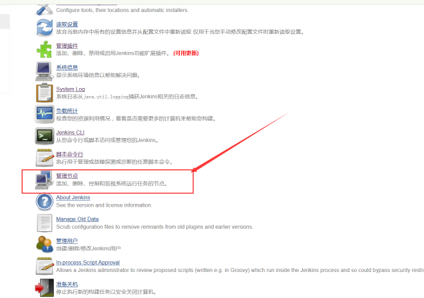 Configure tools, their locations and automatic installers.
读取设置
放弃当前内存中所有的设置信息并从配置文件中重新读取 仅用于当您手动修改配置文件时重新读取设置。
管理插件
添加、删除、禁用或启用Jenkins功能扩展插件。 (可用更新)
系统信息
显示系统环境信息以帮助解决问题。
System Log
系统日志从java.util.logging捕获Jenkins相关的日志信息。
负载统计
检查您的资源利用情况，看看是否需要更多的计算机来帮助您构建。
Jenkins CLI
从您命令行或脚本访问或管理您的Jenkins。
脚本命令行
执行用于管理或故障探测或诊断的任意脚本命令。
管理节点
添加、删除、控制和监视系统运行任务的节点。
About Jenkins
See the version and license information
Manage Old Data
Scrub configuration files to remove remnants from old plugins and earlier versions.
管理用户
创建/删除/修改Jenkins用户
In-process Script Approval
Allows a Jenkins administrator to review proposed scripts (written e.g. in Groovy) which run inside the Jenkins process and so could bypass security restri
准备关机
停止执行新的构建任务以安全关闭计算机。